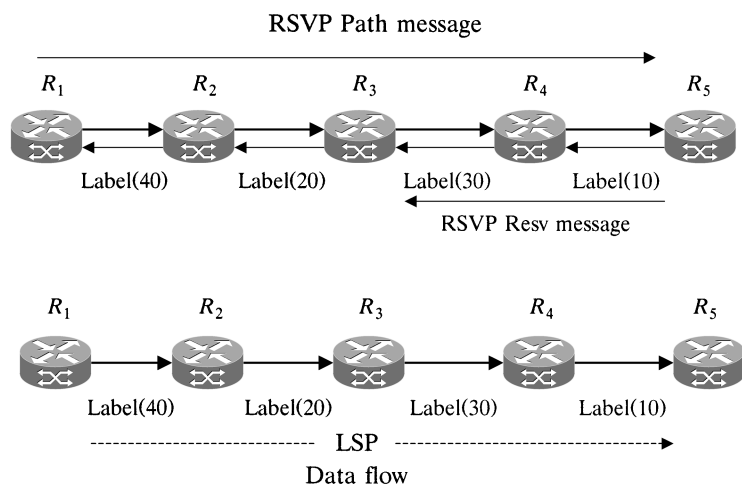 RSVP Path message
R1 R2 R3 R4 R5
Label(40) Label(20) Label(30) Label(10)
RSVP Resv message
R1 R2 R3 R4 R5
Label(40) Label(20) Label(30) Label(10)
LSP
Data flow